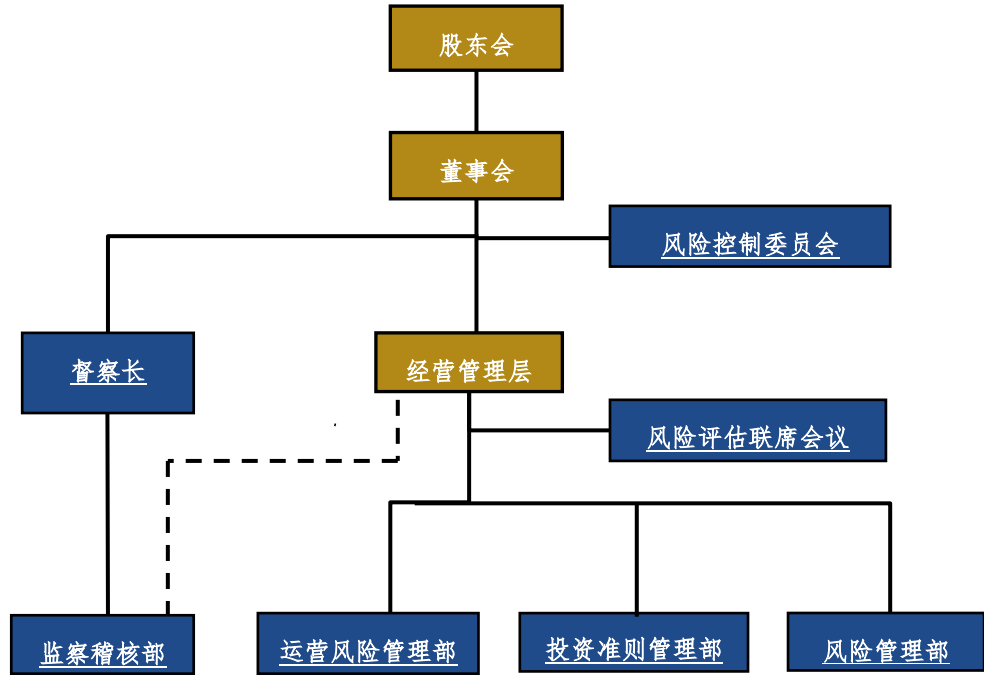 股东会
董事会
风险控制委员会
督察长
经营管理层
风险评估联席会议
监察稽核部
运营风险管理部
投资准则管理部
风险管理部